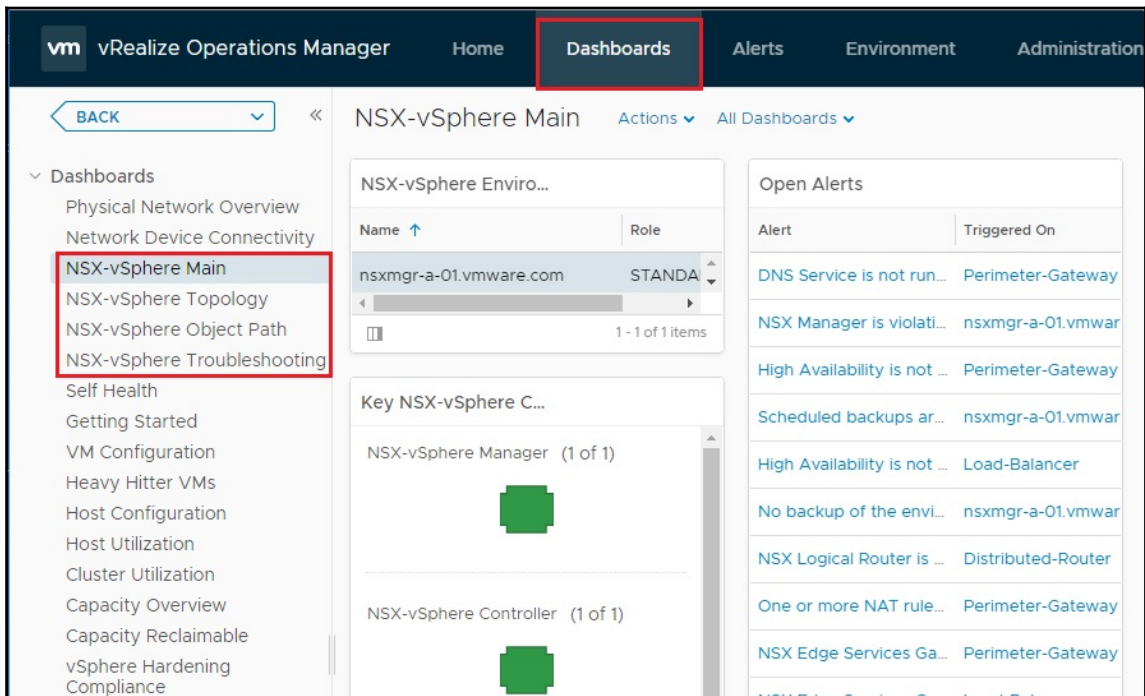 vm vRealize Operations Manager Home Dashboards Alerts Environment Administration
BACK
NSX-vSphere Main Actions All Dashboards
Dashboards
Physical Network Overview
Network Device Connectivity
NSX-vSphere Main
NSX-vSphere Topology
NSX-vSphere Object Path
NSX-vSphere Troubleshooting
Self Health
Getting Started
VM Configuration
Heavy Hitter VMs
Host Configuration
Host Utilization
Cluster Utilization
Capacity Overview
Capacity Reclaimable
vSphere Hardening
Compliance
NSX-vSphere Enviro...
Name Role
nsxmgr-a-01.vmware.com STANDA
1 - 1 of 1 items
Key NSX-vSphere C...
NSX-vSphere Manager (1 of 1)
NSX-vSphere Controller (1 of 1)
Open Alerts
Alert Triggered On
DNS Service is not run... Perimeter-Gateway
NSX Manager is violati... nsxmgr-a-01.vmwar
High Availability is not ... Perimeter-Gateway
Scheduled backups ar... nsxmgr-a-01.vmwar
High Availability is not ... Load-Balancer
No backup of the envi... nsxmgr-a-01.vmwar
NSX Logical Router is ... Distributed-Router
One or more NAT rule... Perimeter-Gateway
NSX Edge Services Ga... Perimeter-Gateway